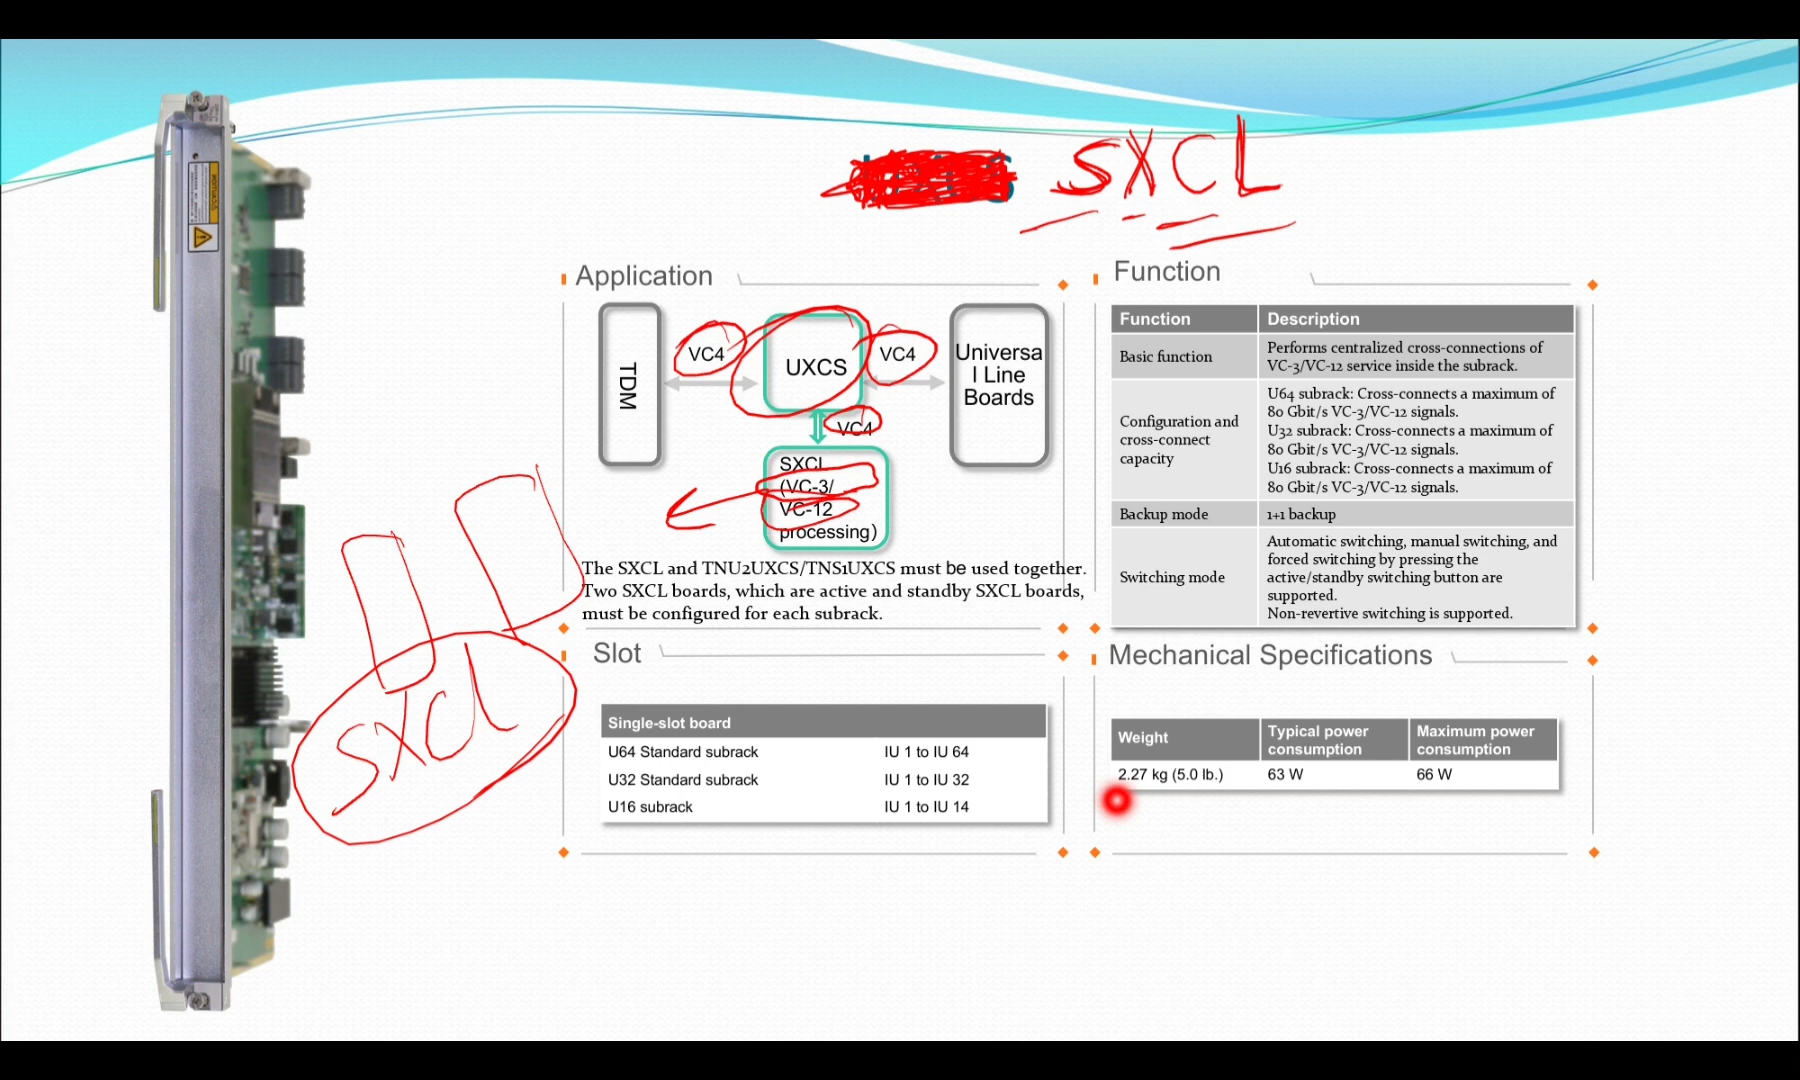 SXCL
Application
TDM
VC4
UXCS
VC4
Universa
l Line
Boards
VC4
SXCL
(VC-3/
VC-12
processing)
The SXCL and TNU2UXCS/TNS1UXCS must be used together.
Two SXCL boards, which are active and standby SXCL boards,
must be configured for each subrack.
Function
Function Description
Basic function
Performs centralized cross-connections of
VC-3/VC-12 service inside the subrack.
Configuration and
cross-connect
capacity
U64 subrack: Cross-connects a maximum of
80 Gbit/s VC-3/VC-12 signals.
U32 subrack: Cross-connects a maximum of
80 Gbit/s VC-3/VC-12 signals.
U16 subrack: Cross-connects a maximum of
80 Gbit/s VC-3/VC-12 signals.
Backup mode 1+1 backup
Switching mode
Automatic switching, manual switching, and
forced switching by pressing the
active/standby switching button are
supported.
Non-revertive switching is supported.
sxcl
Slot
Single-slot board
U64 Standard subrack IU 1 to IU 64
U32 Standard subrack IU 1 to IU 32
U16 subrack IU 1 to IU 14
Mechanical Specifications
Weight
Typical power
consumption
Maximum power
consumption
2.27 kg (5.0 lb.) 63 W 66 W